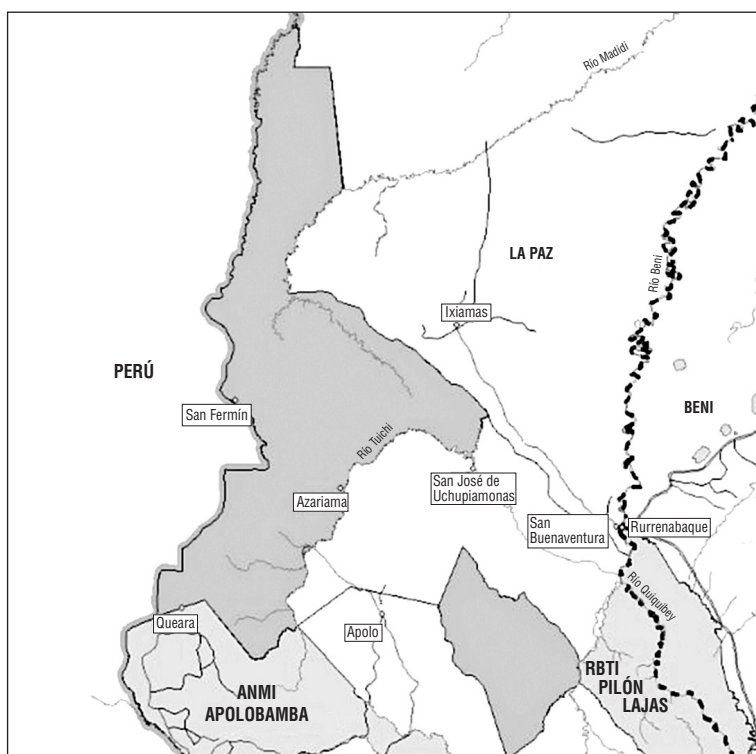 Río Madidi
LA PAZ
Río Beni
Ixiamas
PERÚ
BENI
San Fermín
Río Tuichi
San José de
Uchupiamonas
Azariama
San
Buenaventura
Rurrenabaque
Río Quiquibey
Queara
Apolo
RBTI
PILÓN
LAJAS
ANMI
APOLOBAMBA